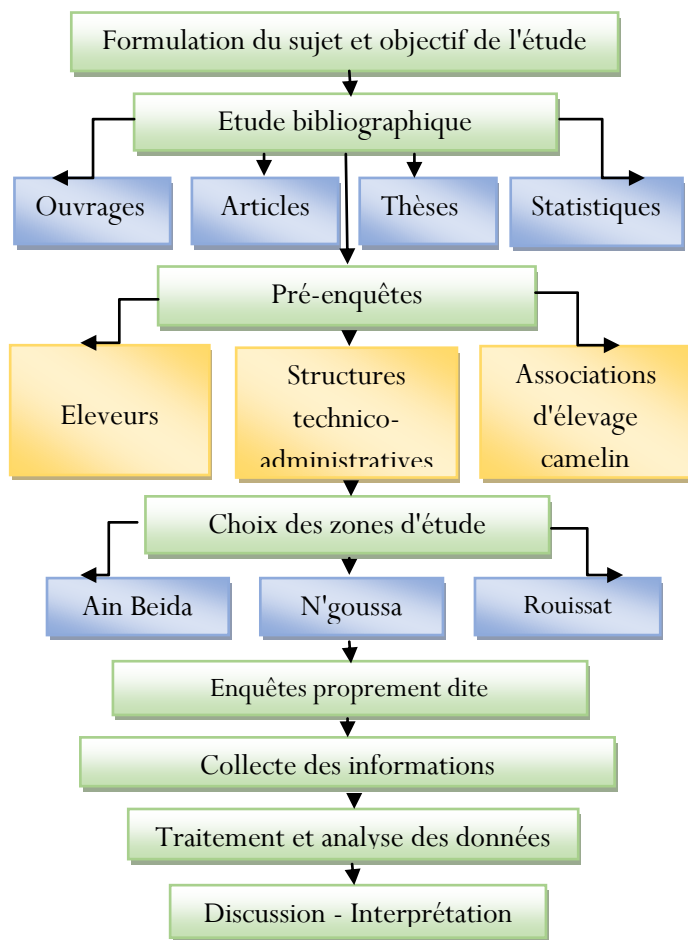 Formulation du sujet et objectif de l'étude
Etude bibliographique
Ouvrages
Articles
Thèses
Statistiques
Pré-enquêtes
Eleveurs
Structures
technico-
administratives
Associations
d'élevage
camelin
Choix des zones d'étude
Ain Beida
N'goussa
Rouissat
Enquêtes proprement dite
Collecte des informations
Traitement et analyse des données
Discussion - Interprétation